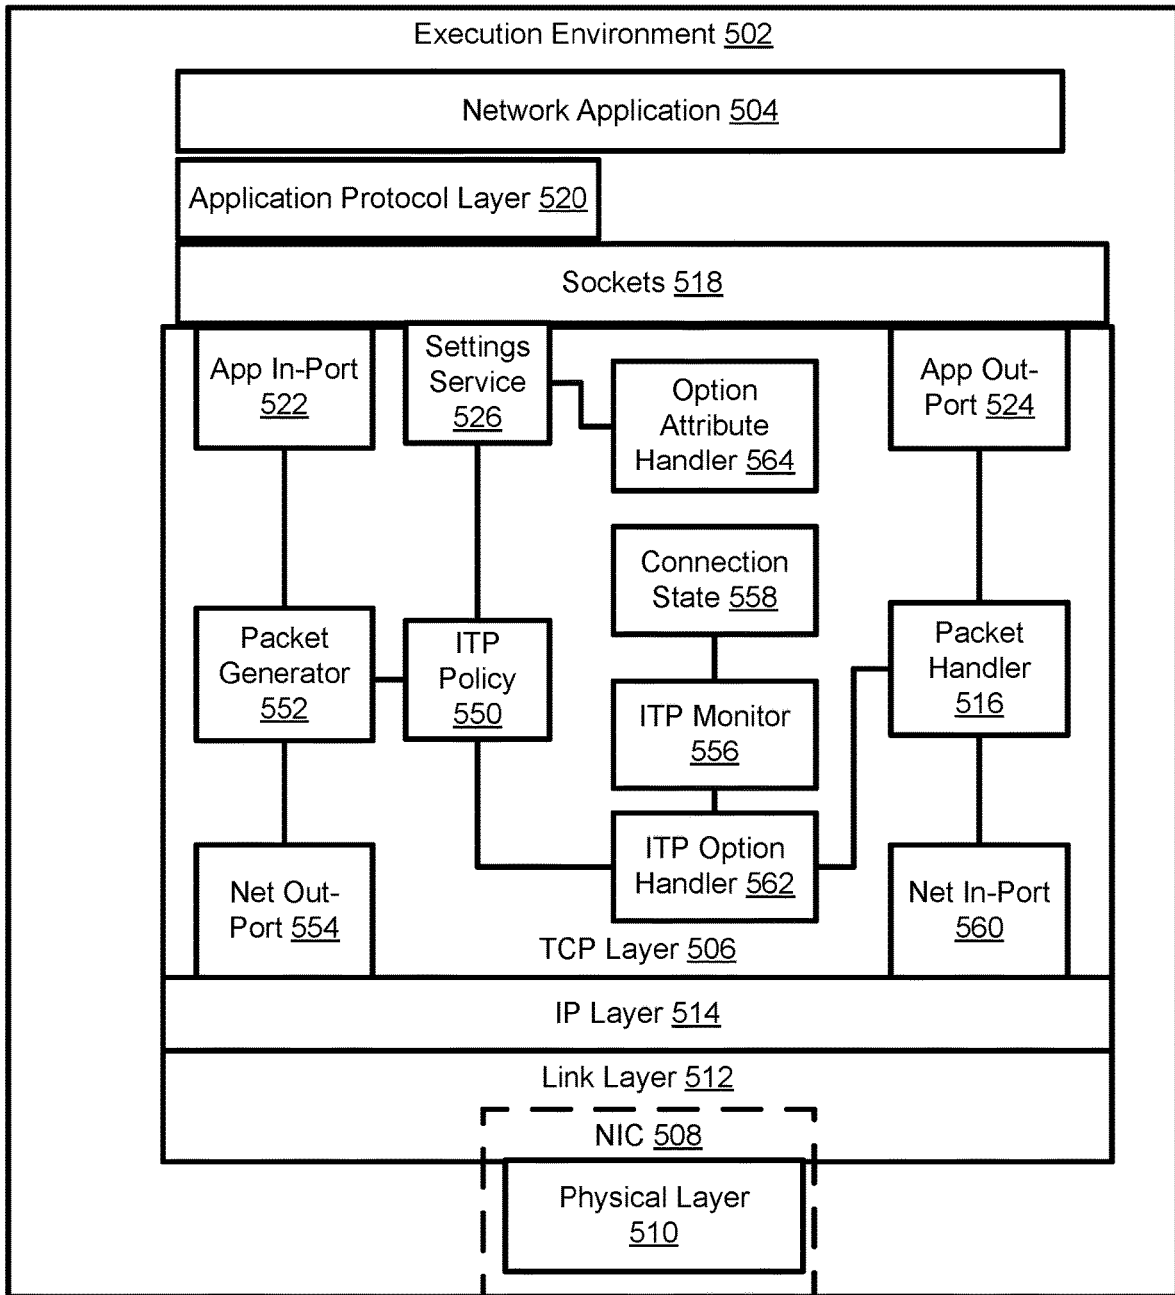 Execution Environment 502
Network Application 504
Application Protocol Layer 520
Sockets 518
App In-Port
522
Settings
Service
526
Option
Attribute
Handler 564
App Out-
Port 524
Connection
State 558
Packet
Generator
552
ITP
Policy
550
ITP Monitor
556
Packet
Handler
516
ITP Option
Handler 562
Net Out-
Port 554
Net In-Port
560
TCP Layer 506
IP Layer 514
Link Layer 512
NIC 508
Physical Layer
510